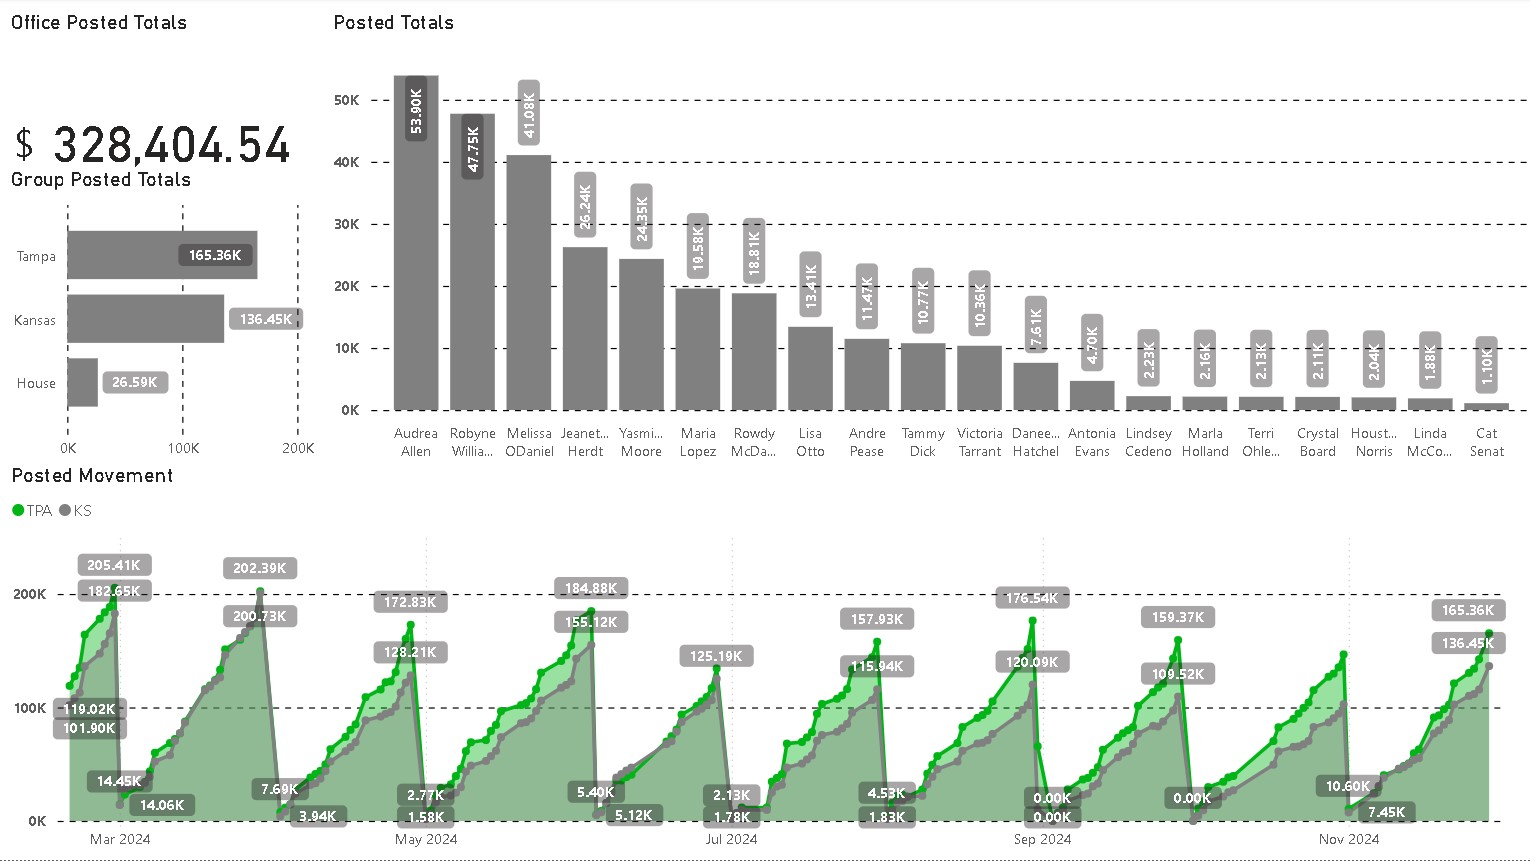 Office Posted Totals
$ 328,404.54
Group Posted Totals
Tampa 165.36K
Kansas 136.45K
House 26.59K
0K 100K 200K
Posted Totals
50K
40K
30K
20K
10K
0K
53.90K 47.75K 41.08K 26.24K 24.35K 19.58K 18.81K 13.41K 11.47K 10.77K 10.36K 7.61K 4.70K 2.23K 2.16K 2.13K 2.11K 2.04K 1.88K 1.10K
Audrea Robyne Melissa Jeanet... Yasmi... Maria Rowdy Lisa Andre Tammy Victoria Danee... Antonia Lindsey Marla Terri Crystal Houst... Linda Cat
Allen Willia... ODaniel Herdt Moore Lopez McDa... Otto Pease Dick Tarrant Hatchel Evans Cedeno Holland Ohle... Board Norris McCo... Senat
Posted Movement
TPA KS
205.41K 202.39K 184.88K
182.65K 200.73K 172.83K 155.12K 157.93K 176.54K 159.37K 165.36K
200K
128.21K 125.19K 115.94K 120.09K 109.52K 136.45K
100K
119.02K
101.90K
14.45K 7.69K 2.77K 5.40K 2.13K 4.53K 0.00K 0.00K 10.60K
14.06K 3.94K 1.58K 5.12K 1.78K 1.83K 0.00K 7.45K
0K
Mar 2024 May 2024 Jul 2024 Sep 2024 Nov 2024